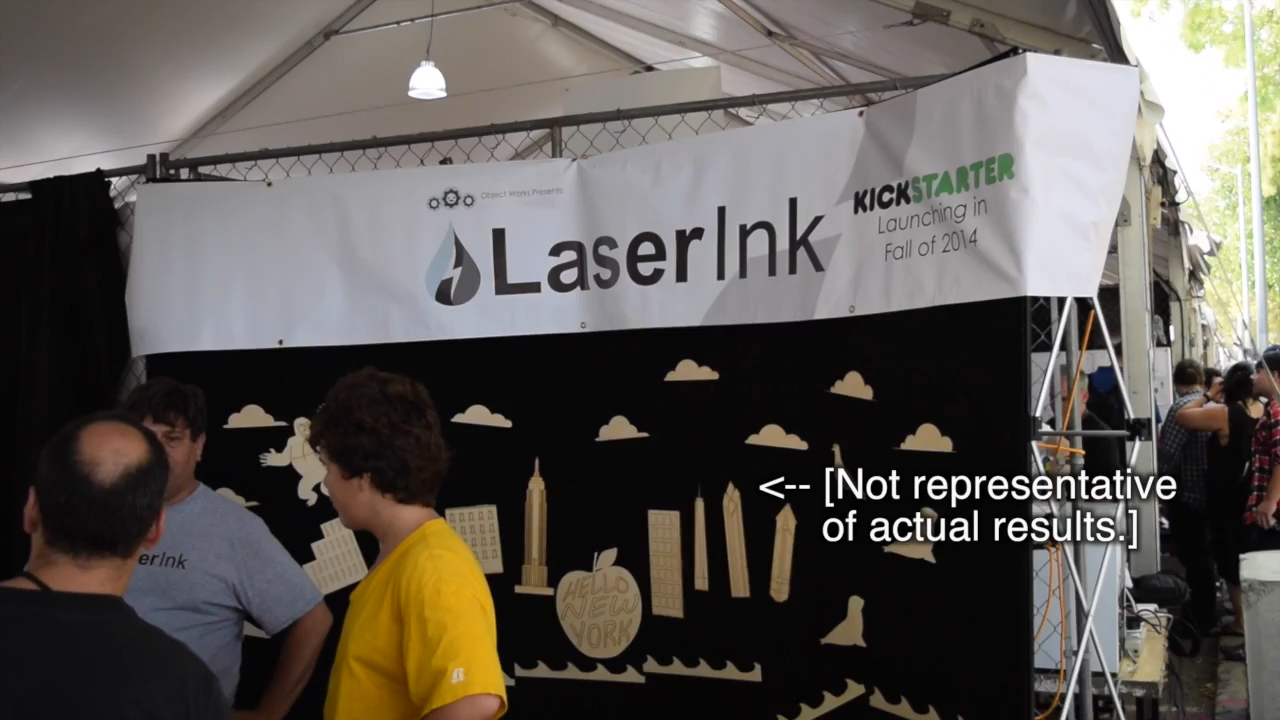 Object Works Presents:
LaserInk
KICKSTARTER
Launching in
Fall of 2014
<-- [Not representative
of actual results.]
erInk
HELLO
NEW
YORK